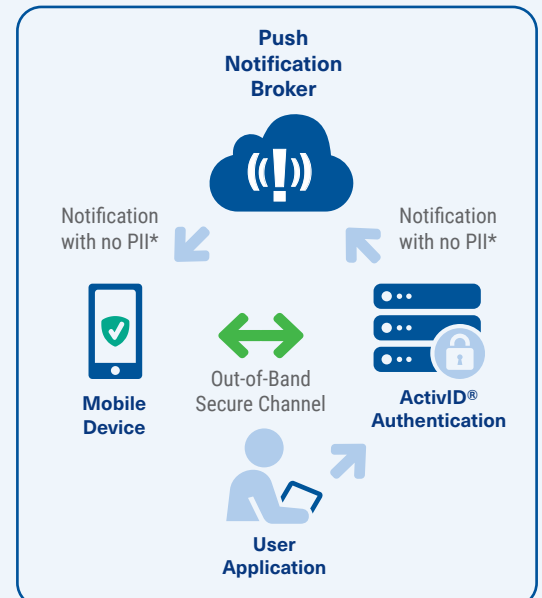 Push
Notification
Broker
Notification
with no PII*
Notification
with no PII*
Out-of-Band
Secure Channel
Mobile
Device
ActivID®
Authentication
User
Application